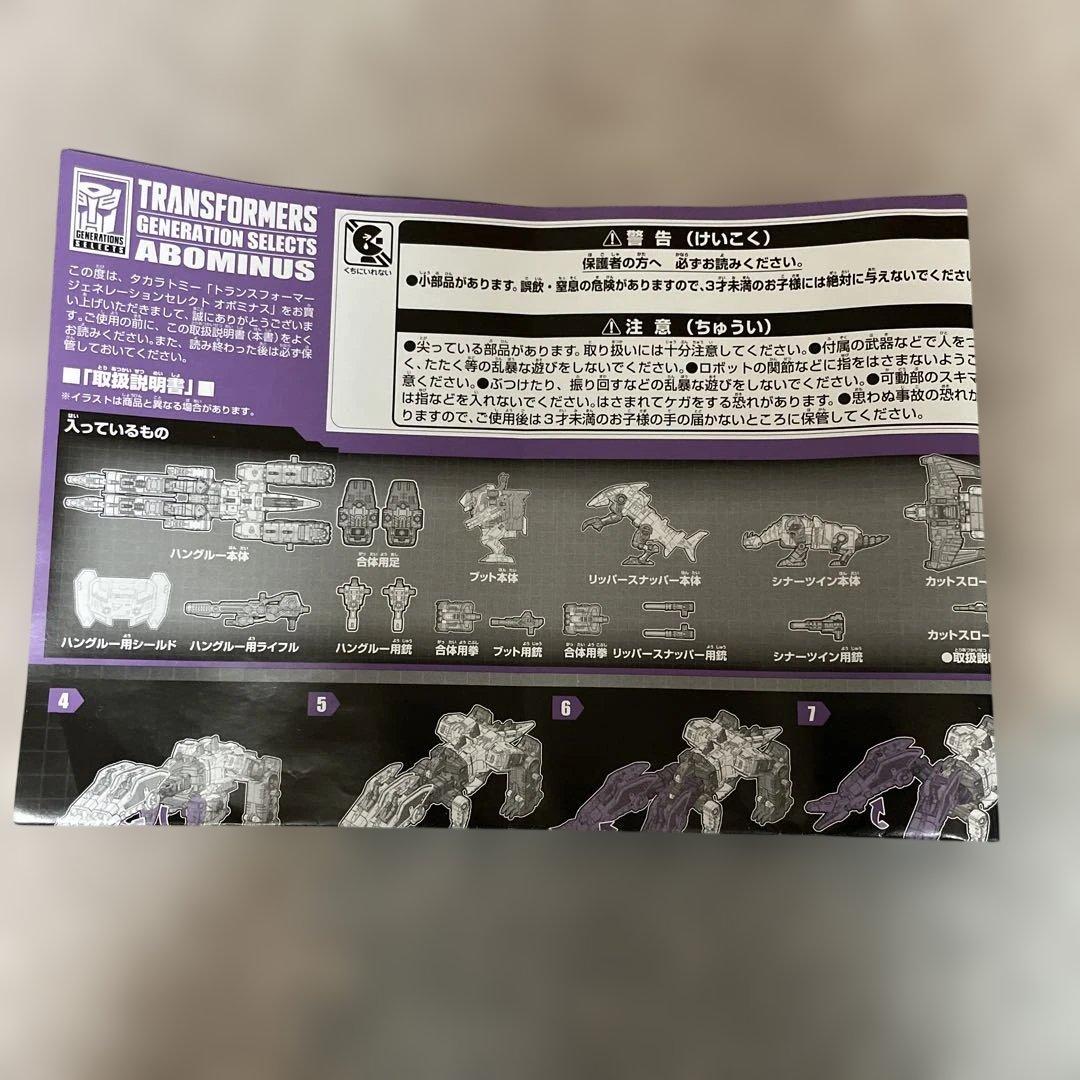 GENERATIONS
SELECTS
TRANSFORMERS
GENERATION SELECTS
ABOMINUS
この度は、タカラトミー「トランスフォーマー
ジェネレーションセレクト オボミナス」をお買
い上げいただきまして、誠にありがとうございま
す。ご使用の前に、この取扱説明書(本書)をよく
お読みください。また、読み終わった後は必ず保
管しておいてください。
■「取扱説明書」■
※イラストは商品と異なる場合があります。
くちにいれない
⚠警告(けいこく)
保護者の方へ 必ずお読みください。
●小部品があります。誤飲・窒息の危険がありますので、3才未満のお子様には絶対に与えないでくださ
⚠注意(ちゅうい)
●尖っている部品があります。取り扱いには十分注意してください。●付属の武器などで人をつ
く、たたく等の乱暴な遊びをしないでください。●ロボットの関節などに指をはさまないようご
意ください。●ぶつけたり、振り回すなどの乱暴な遊びをしないでください。●可動部のスキマ
は指などを入れないでください。はさまれてケガをする恐れがあります。●思わぬ事故の恐れが
りますので、ご使用後は3才未満のお子様の手の届かないところに保管してください。
入っているもの
ハングルー本体
合体用足
ブット本体
リッパースナッパー本体
シナーツイン本体
カットスロー
ハングルー用シールド
ハングルー用ライフル
ハングルー用銃
合体用拳
ブット用銃
合体用拳
リッパースナッパー用銃
シナーツイン用銃
カットスロー
●取扱説
4
5
6
7